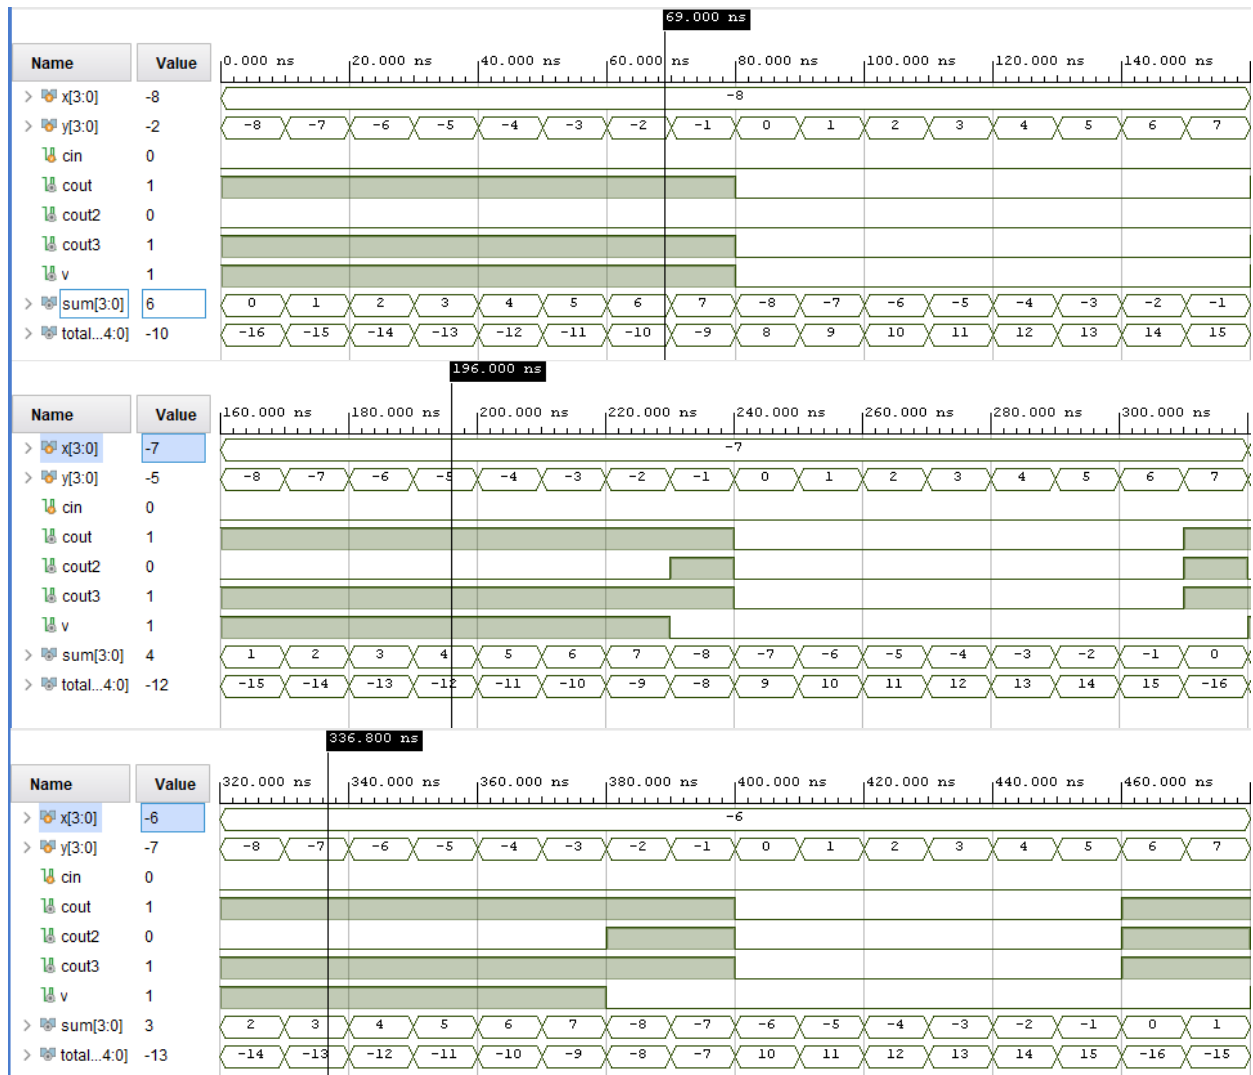 69.000 ns
Name Value 0.000 ns 20.000 ns 40.000 ns 60.000 ns 80.000 ns 100.000 ns 120.000 ns 140.000 ns
x[3:0] -8 -8
y[3:0] -2 -8 -7 -6 -5 -4 -3 -2 -1 0 1 2 3 4 5 6 7
cin 0
cout 1
cout2 0
cout3 1
v 1
sum[3:0] 6 0 1 2 3 4 5 6 7 -8 -7 -6 -5 -4 -3 -2 -1
total...4:0] -10 -16 -15 -14 -13 -12 -11 -10 -9 8 9 10 11 12 13 14 15
196.000 ns
Name Value 160.000 ns 180.000 ns 200.000 ns 220.000 ns 240.000 ns 260.000 ns 280.000 ns 300.000 ns
x[3:0] -7 -7
y[3:0] -5 -8 -7 -6 -5 -4 -3 -2 -1 0 1 2 3 4 5 6 7
cin 0
cout 1
cout2 0
cout3 1
v 1
sum[3:0] 4 1 2 3 4 5 6 7 -8 -7 -6 -5 -4 -3 -2 -1 0
total...4:0] -12 -15 -14 -13 -12 -11 -10 -9 -8 9 10 11 12 13 14 15 -16
336.800 ns
Name Value 320.000 ns 340.000 ns 360.000 ns 380.000 ns 400.000 ns 420.000 ns 440.000 ns 460.000 ns
x[3:0] -6 -6
y[3:0] -7 -8 -7 -6 -5 -4 -3 -2 -1 0 1 2 3 4 5 6 7
cin 0
cout 1
cout2 0
cout3 1
v 1
sum[3:0] 3 2 3 4 5 6 7 -8 -7 -6 -5 -4 -3 -2 -1 0 1
total...4:0] -13 -14 -13 -12 -11 -10 -9 -8 -7 10 11 12 13 14 15 -16 -15